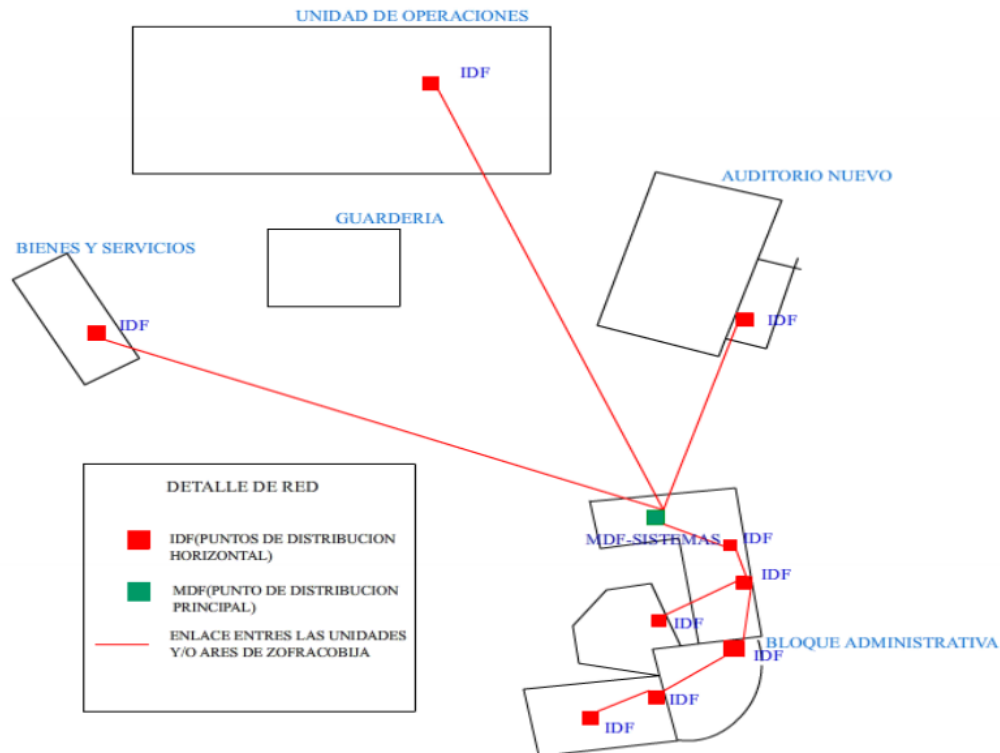 UNIDAD DE OPERACIONES
IDF
AUDITORIO NUEVO
GUARDERIA
BIENES Y SERVICIOS
IDF
IDF
DETALLE DE RED
IDF(PUNTOS DE DISTRIBUCION
HORIZONTAL)
MDF(PUNTO DE DISTRIBUCION
PRINCIPAL)
ENLACE ENTRES LAS UNIDADES
Y/O ARES DE ZOFRACOBIJA
MDF-SISTEMAS
IDF
IDF
IDF
BLOQUE ADMINISTRATIVA
IDF
IDF
IDF